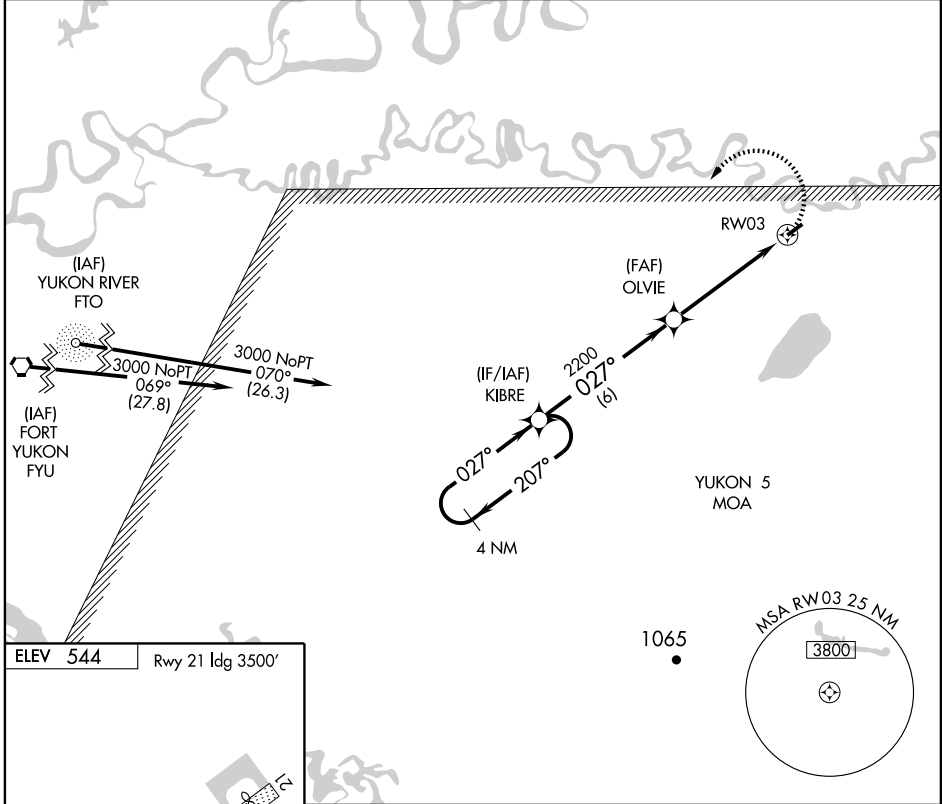 RW03
(FAF)
OLVIE
(IAF)
YUKON RIVER
FTO
3000 NoPT
070°
(26.3)
3000 NoPT
069°
(27.8)
(IAF)
FORT
YUKON
FYU
2200
027°
(6)
(IF/IAF)
KIBRE
027°
207°
4 NM
YUKON 5
MOA
1065
MSA RW03 25 NM
3800
ELEV 544
Rwy 21 ldg 3500'
21